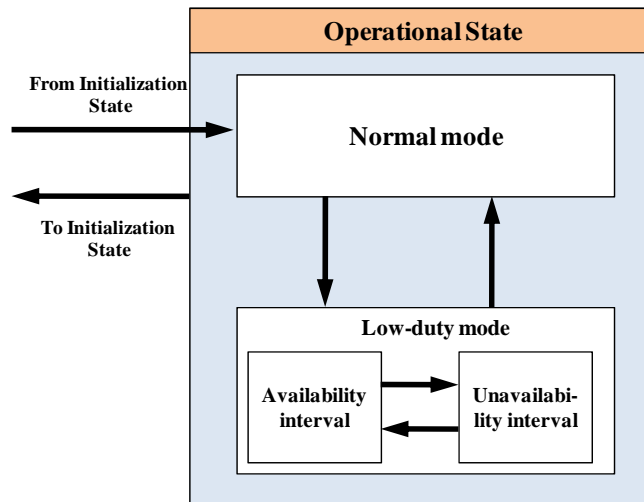 Operational State
From Initialization
State
Normal mode
To Initialization
State
Low-duty mode
Availability
interval
Unavailabi-
lity interval